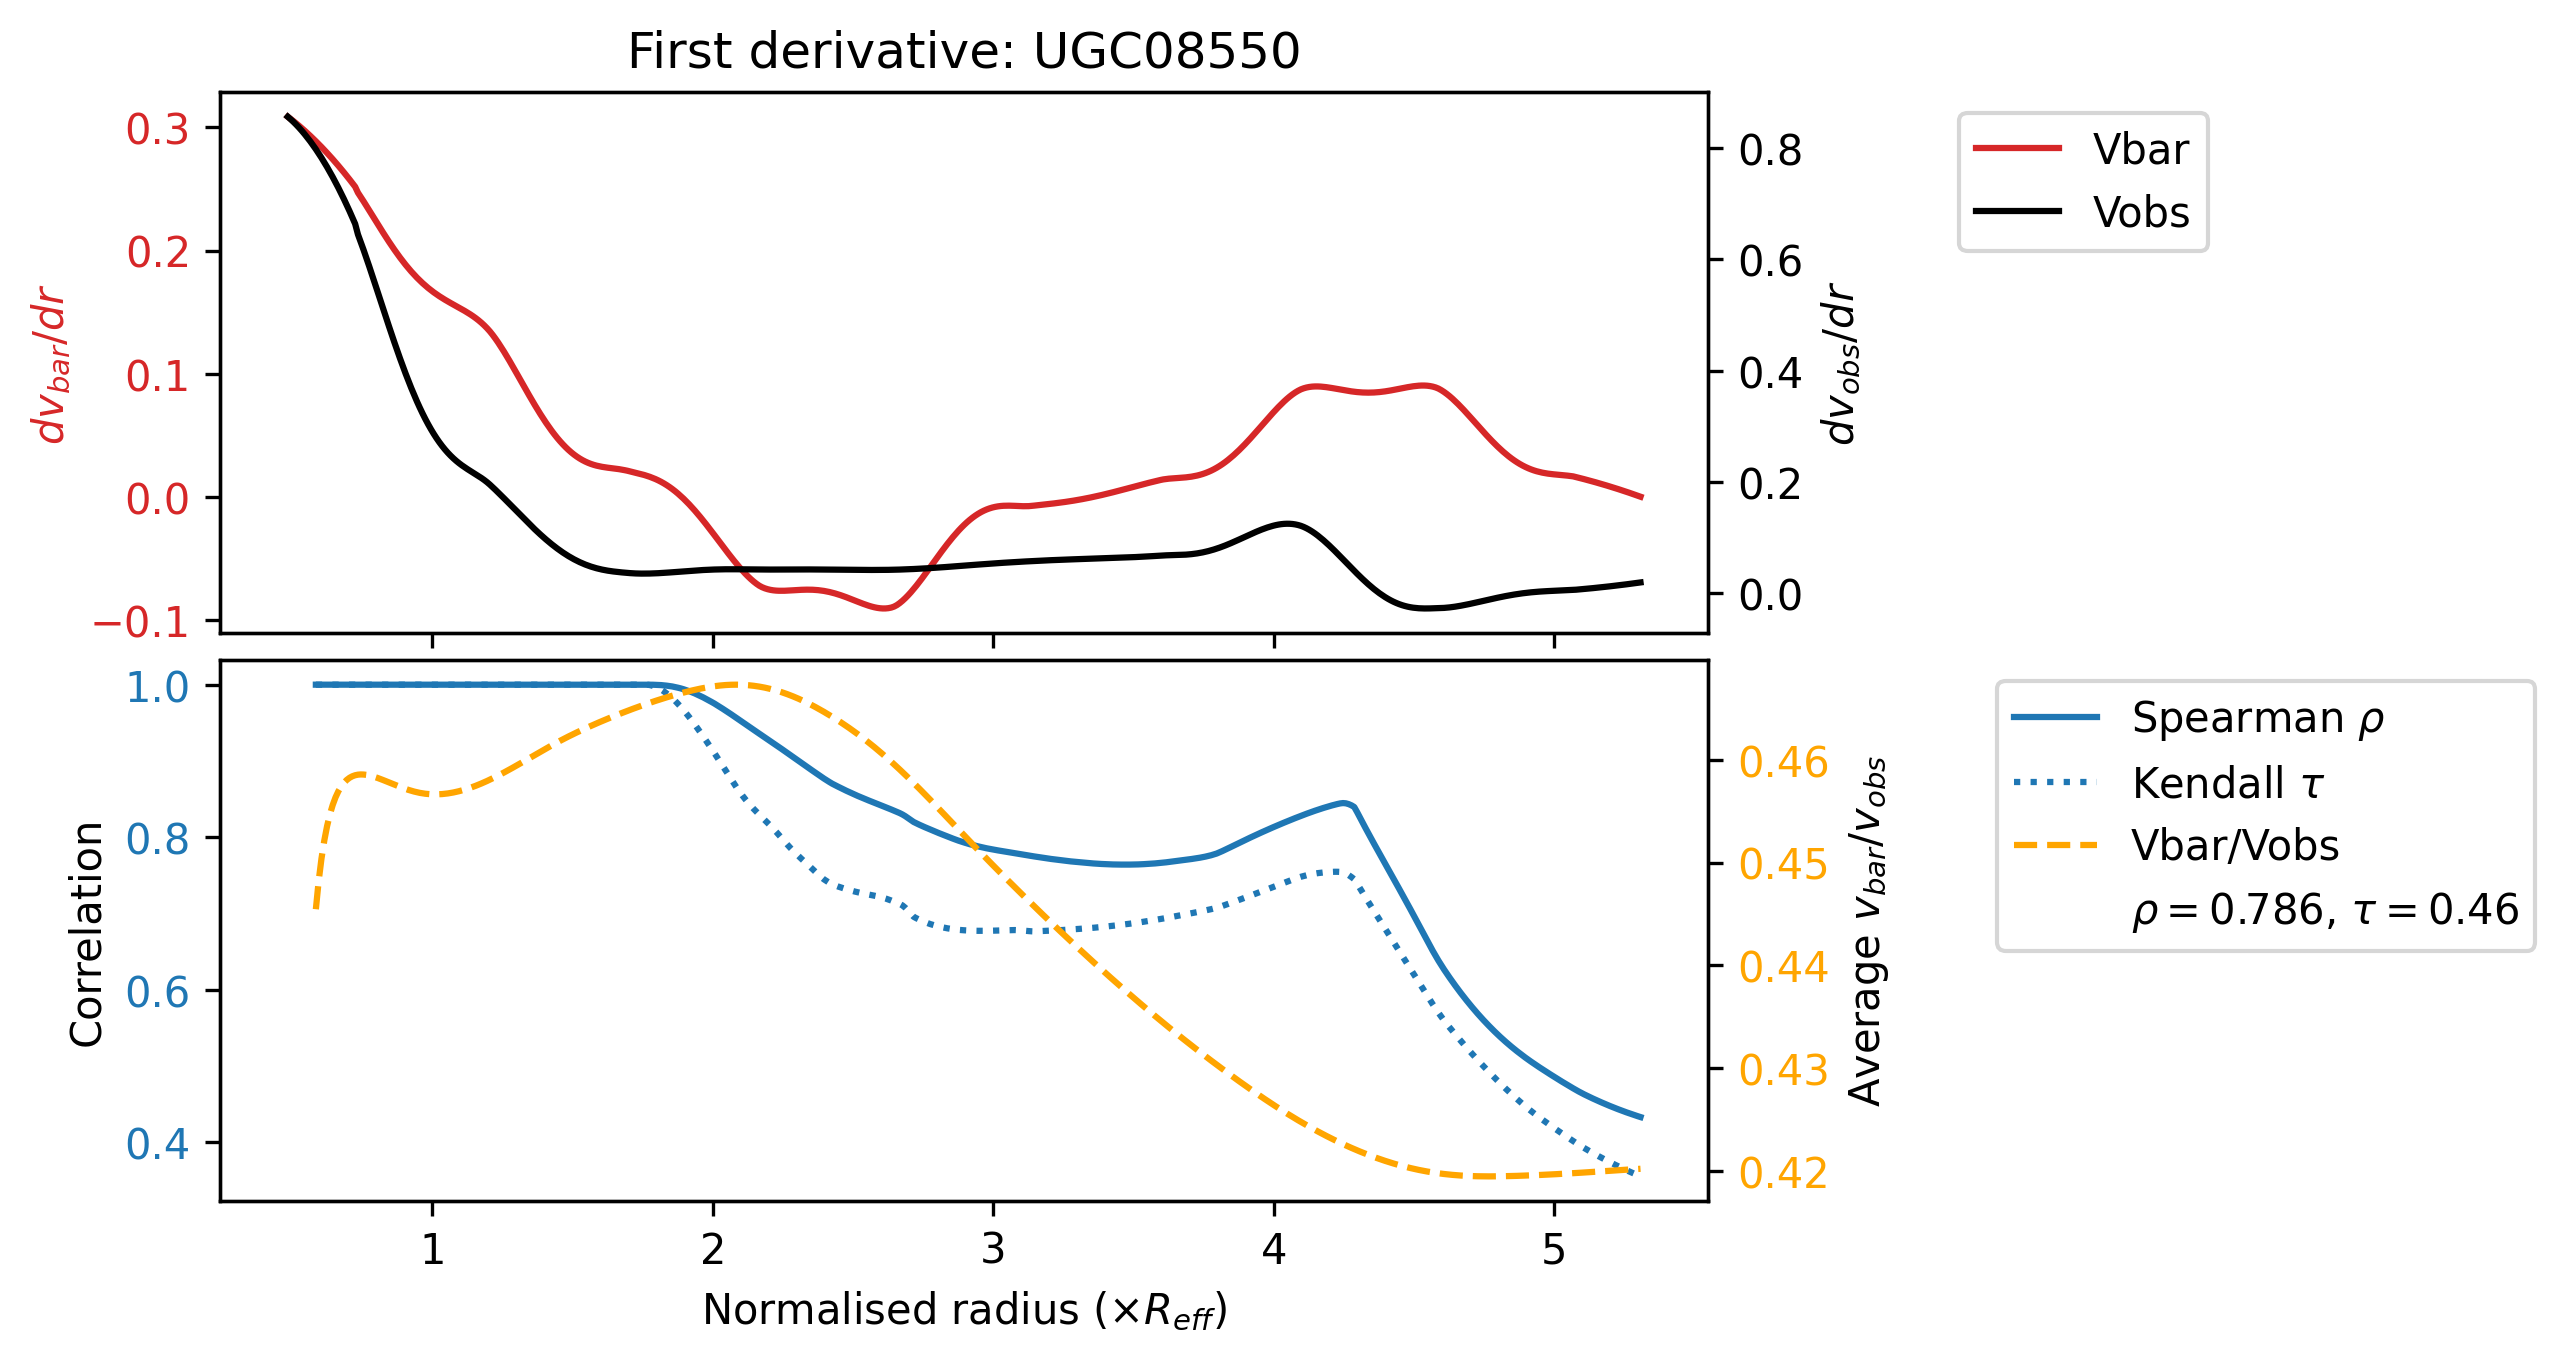 First derivative: UGC08550
0.3
0.2
0.1
0.0
−0.1
dv_bar/dr
0.8
0.6
0.4
0.2
0.0
dv_obs/dr
Vbar
Vobs
1.0
0.8
0.6
0.4
Correlation
0.46
0.45
0.44
0.43
0.42
Average v_bar/v_obs
Spearman ρ
Kendall τ
Vbar/Vobs
ρ = 0.786, τ = 0.46
1 2 3 4 5
Normalised radius (×R_eff)